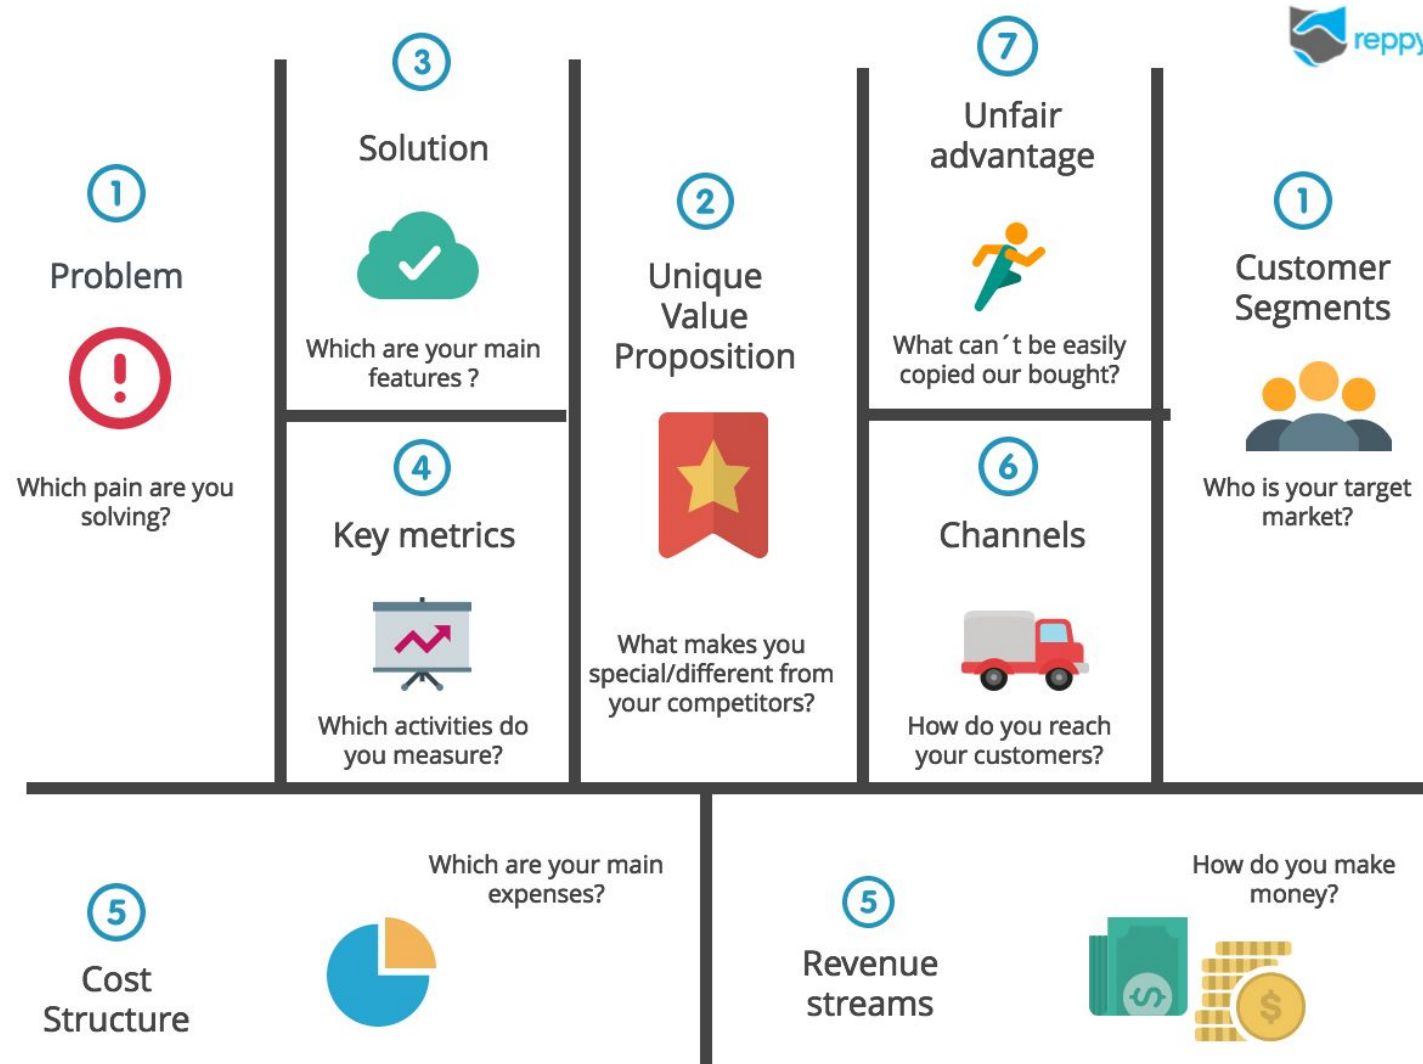 reppy
1
Problem
Which pain are you
solving?
3
Solution
Which are your main
features ?
4
Key metrics
Which activities do
you measure?
2
Unique
Value
Proposition
What makes you
special/different from
your competitors?
7
Unfair
advantage
What can´t be easily
copied our bought?
6
Channels
How do you reach
your customers?
1
Customer
Segments
Who is your target
market?
5
Cost
Structure
Which are your main
expenses?
5
Revenue
streams
How do you make
money?
$
$